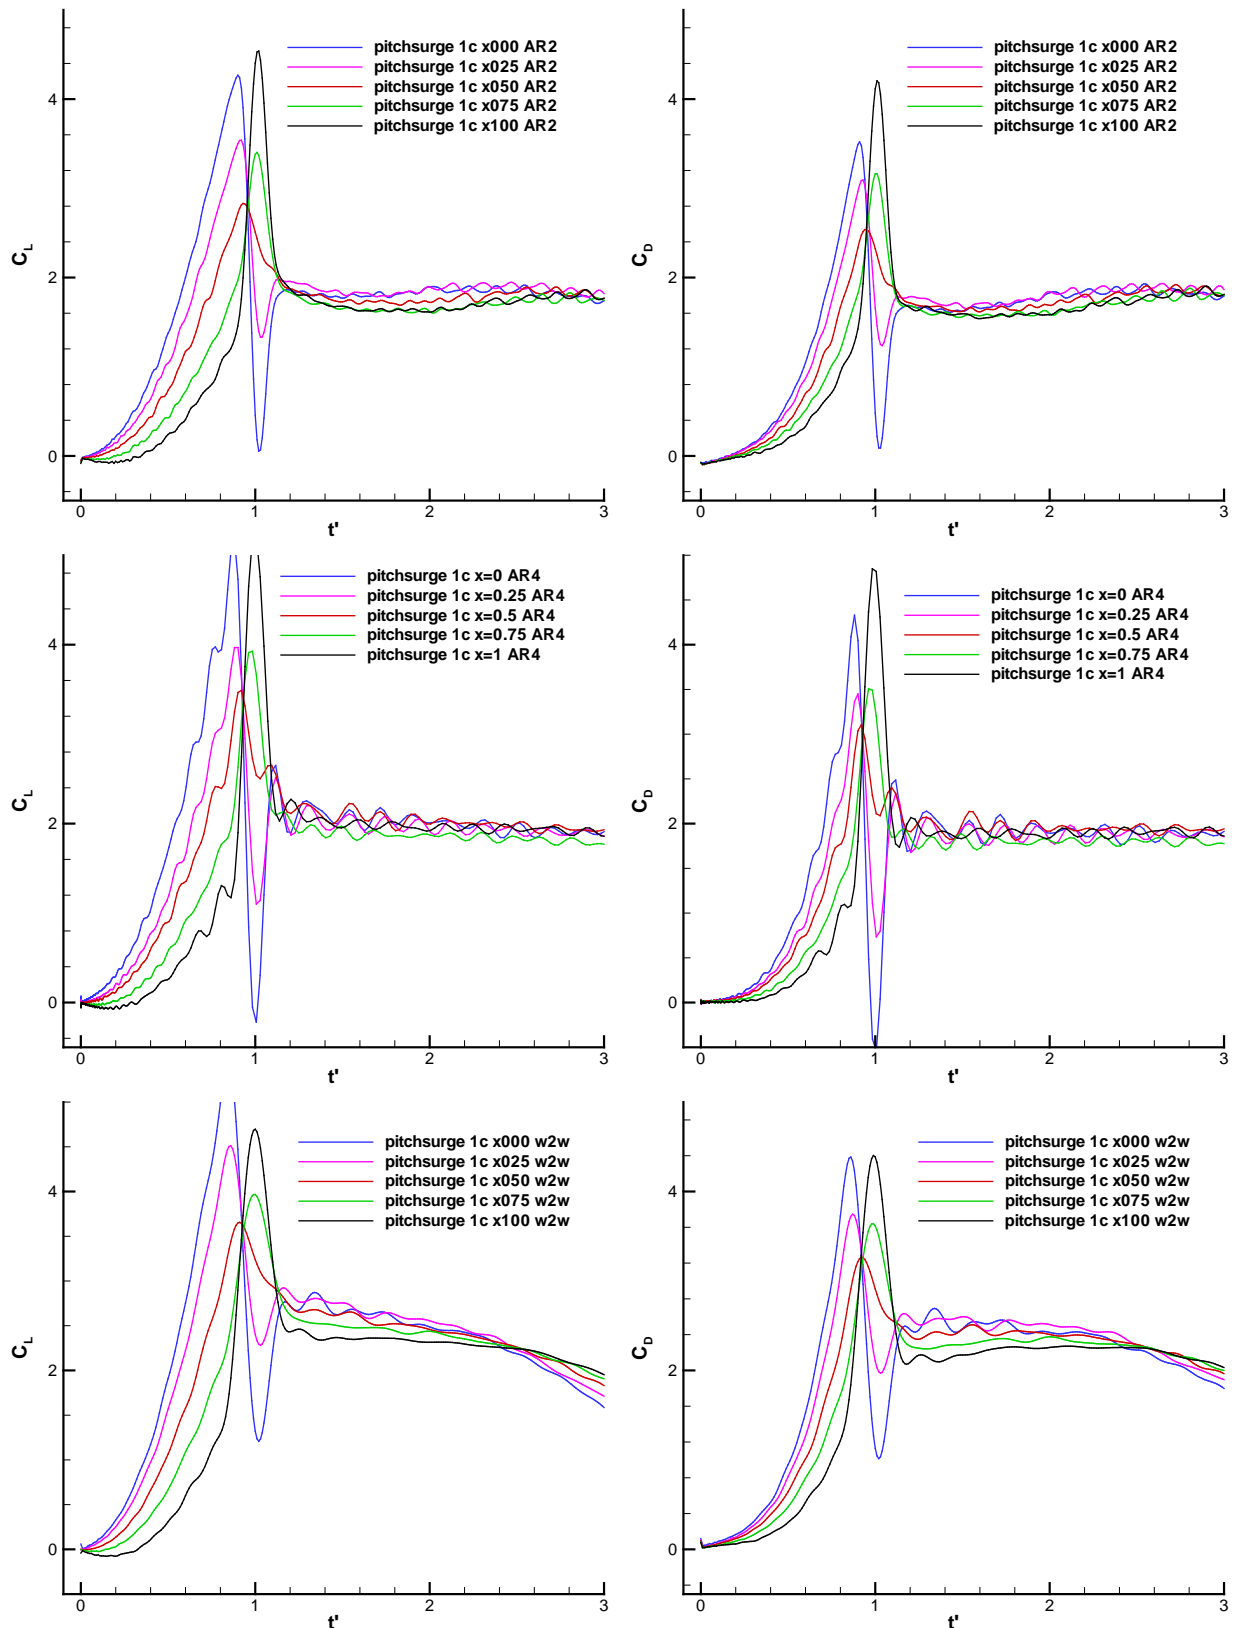 pitchsurge 1c x000 AR2
pitchsurge 1c x025 AR2
pitchsurge 1c x050 AR2
pitchsurge 1c x075 AR2
pitchsurge 1c x100 AR2
4
2
0
C_L
0
1
2
3
t'
pitchsurge 1c x000 AR2
pitchsurge 1c x025 AR2
pitchsurge 1c x050 AR2
pitchsurge 1c x075 AR2
pitchsurge 1c x100 AR2
4
2
0
C_D
0
1
2
3
t'
pitchsurge 1c x=0 AR4
pitchsurge 1c x=0.25 AR4
pitchsurge 1c x=0.5 AR4
pitchsurge 1c x=0.75 AR4
pitchsurge 1c x=1 AR4
4
2
0
C_L
0
1
2
3
t'
pitchsurge 1c x=0 AR4
pitchsurge 1c x=0.25 AR4
pitchsurge 1c x=0.5 AR4
pitchsurge 1c x=0.75 AR4
pitchsurge 1c x=1 AR4
4
2
0
C_D
0
1
2
3
t'
pitchsurge 1c x000 w2w
pitchsurge 1c x025 w2w
pitchsurge 1c x050 w2w
pitchsurge 1c x075 w2w
pitchsurge 1c x100 w2w
4
2
0
C_L
0
1
2
3
t'
pitchsurge 1c x000 w2w
pitchsurge 1c x025 w2w
pitchsurge 1c x050 w2w
pitchsurge 1c x075 w2w
pitchsurge 1c x100 w2w
4
2
0
C_D
0
1
2
3
t'